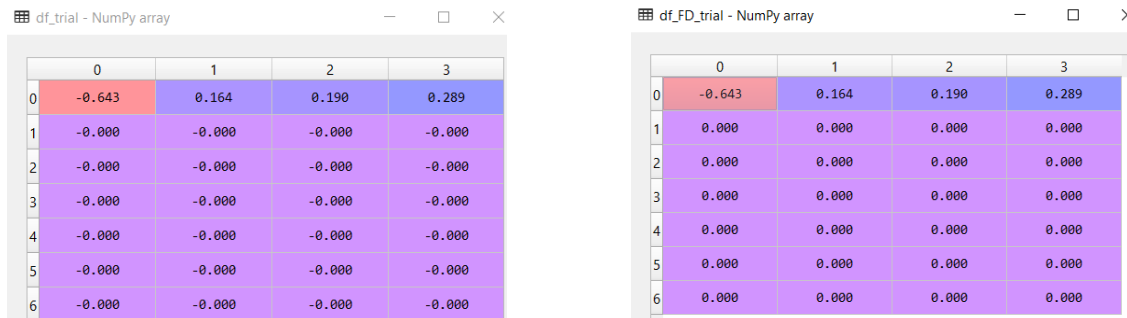 df_trial - NumPy array
0 1 2 3
0 -0.643 0.164 0.190 0.289
1 -0.000 -0.000 -0.000 -0.000
2 -0.000 -0.000 -0.000 -0.000
3 -0.000 -0.000 -0.000 -0.000
4 -0.000 -0.000 -0.000 -0.000
5 -0.000 -0.000 -0.000 -0.000
6 -0.000 -0.000 -0.000 -0.000
df_FD_trial - NumPy array
0 1 2 3
0 -0.643 0.164 0.190 0.289
1 0.000 0.000 0.000 0.000
2 0.000 0.000 0.000 0.000
3 0.000 0.000 0.000 0.000
4 0.000 0.000 0.000 0.000
5 0.000 0.000 0.000 0.000
6 0.000 0.000 0.000 0.000